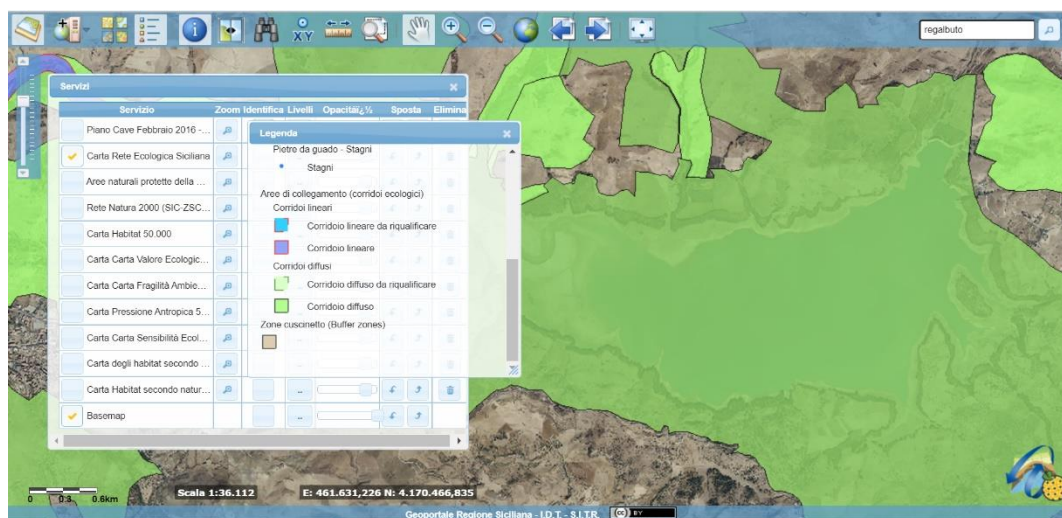 XY
regalbuto
Servizi
Servizio Zoom Identifica Livelli Opacitï¿½ Sposta Elimina
Piano Cave Febbraio 2016 -...
Carta Rete Ecologica Siciliana
Aree naturali protette della ...
Rete Natura 2000 (SIC-ZSC...
Carta Habitat 50.000
Carta Carta Valore Ecologic...
Carta Carta Fragilità Ambie...
Carta Pressione Antropica 5...
Carta Carta Sensibilità Ecol...
Carta degli habitat secondo ...
Carta Habitat secondo natur...
Basemap
Legenda
Pietre da guado - Stagni
Stagni
Aree di collegamento (corridoi ecologici)
Corridoi lineari
Corridoio lineare da riqualificare
Corridoio lineare
Corridoi diffusi
Corridoio diffuso da riqualificare
Corridoio diffuso
Zone cuscinetto (Buffer zones)
0 0.3 0.6km
Scala 1:36.112 E: 461.631,226 N: 4.170.466,835
Geoportale Regione Siciliana - I.D.T. - S.I.T.R. (cc) BY